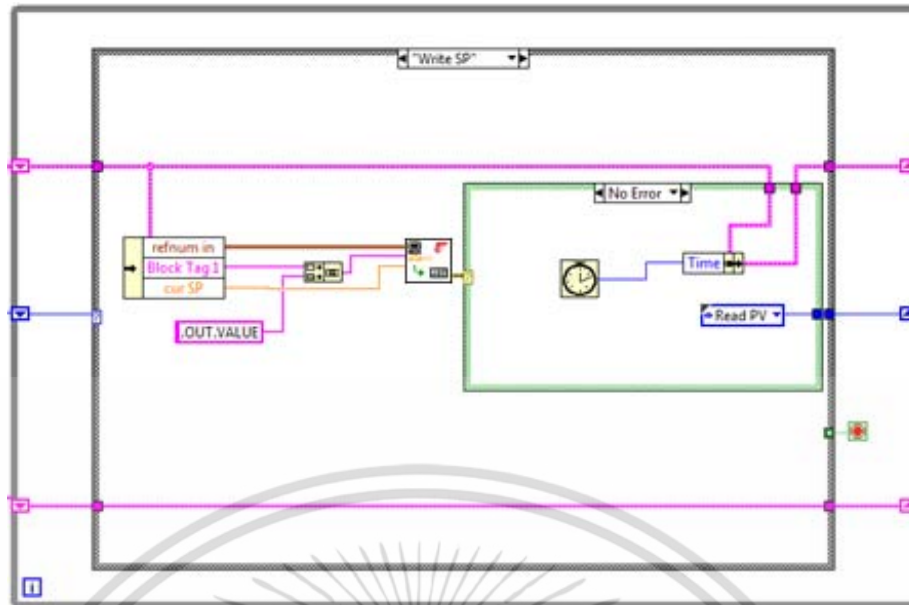 "Write SP"
No Error
refnum in
Block Tag 1
cur SP
Time
Read PV
.OUT.VALUE
i